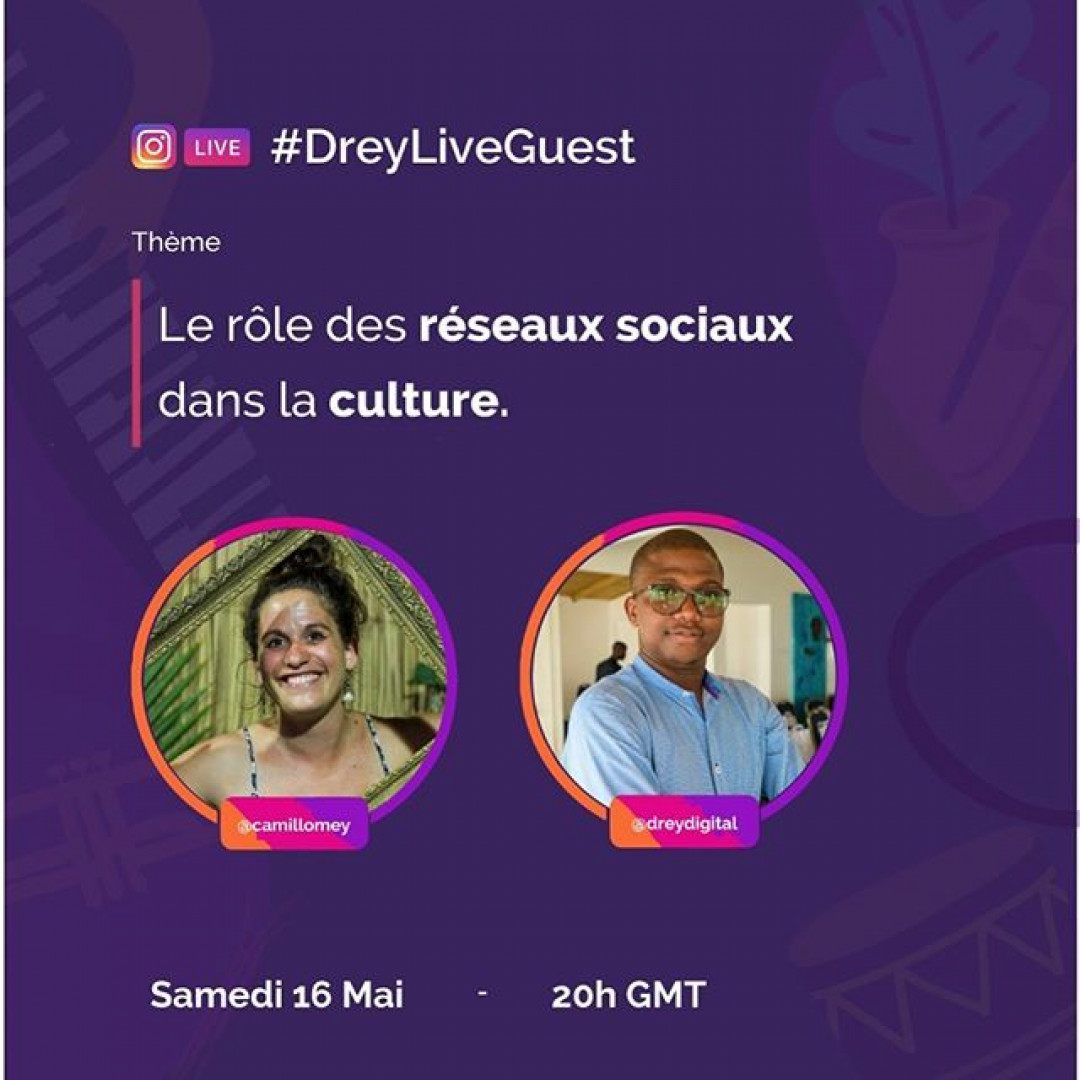 LIVE #DreyLiveGuest
Thème
Le rôle des réseaux sociaux
dans la culture.
@camillomey
@dreydigital
Samedi 16 Mai - 20h GMT